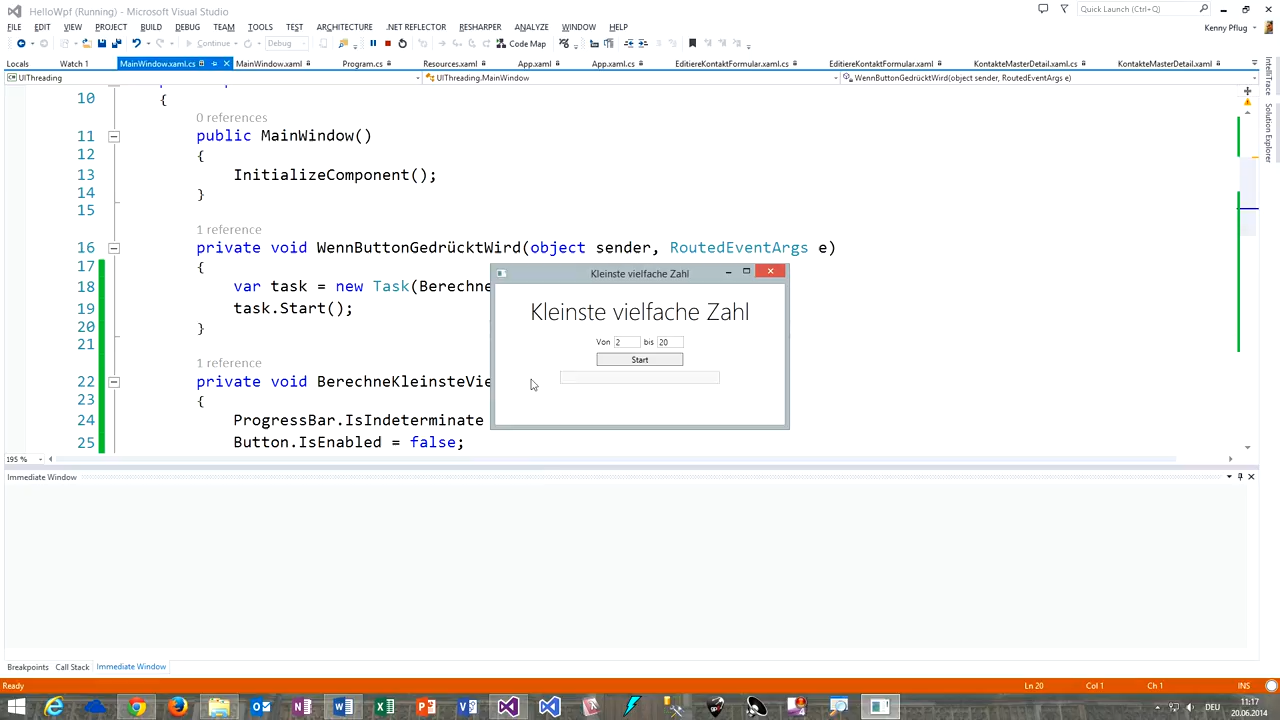 HelloWpf (Running) - Microsoft Visual Studio
Quick Launch (Ctrl+Q)
FILE EDIT VIEW PROJECT BUILD DEBUG TEAM TOOLS TEST ARCHITECTURE .NET REFLECTOR RESHARPER ANALYZE WINDOW HELP
Kenny Pflug
Continue Debug Code Map
Locals Watch 1 MainWindow.xaml.cs MainWindow.xaml Program.cs Resources.xaml App.xaml App.xaml.cs EditiereKontaktFormular.xaml.cs EditiereKontaktFormular.xaml KontakteMasterDetail.xaml.cs KontakteMasterDetail.xaml
UIThreading UIThreading.MainWindow WennButtonGedrücktWird(object sender, RoutedEventArgs e)
IntelliTrace
Solution Explorer
10 {
0 references
11 public MainWindow()
12 {
13 InitializeComponent();
14 }
15
1 reference
16 private void WennButtonGedrücktWird(object sender, RoutedEventArgs e)
17 {
18 var task = new Task(Berechne
19 task.Start();
20 }
21
1 reference
22 private void BerechneKleinsteVie
23 {
24 ProgressBar.IsIndeterminate
25 Button.IsEnabled = false;
Kleinste vielfache Zahl
Kleinste vielfache Zahl
Von 2 bis 20
Start
195 %
Immediate Window
Breakpoints Call Stack Immediate Window
Ready Ln 20 Col 1 Ch 1 INS
DEU
11:17
20.06.2014